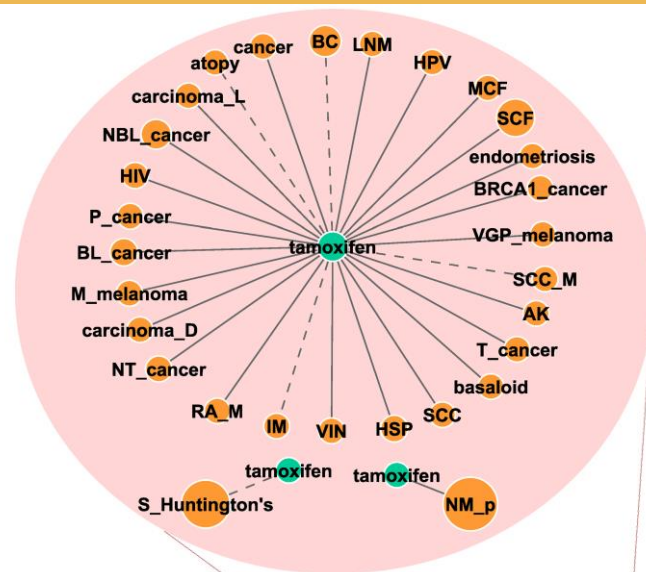 BC
LNM
cancer
atopy
HPV
carcinoma_L
MCF
SCF
NBL_cancer
endometriosis
HIV
BRCA1_cancer
P_cancer
VGP_melanoma
tamoxifen
BL_cancer
SCC_M
M_melanoma
AK
carcinoma_D
T_cancer
NT_cancer
basaloid
RA_M
SCC
IM
VIN
HSP
tamoxifen
tamoxifen
S_Huntington's
NM_p